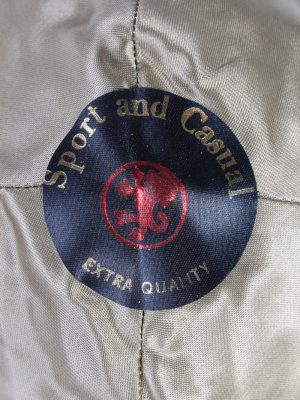 Sport and Casual
EXTRA QUALITY